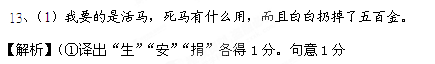 13、（1）我要的是活马，死马有什么用，而且白白扔掉了五百金。
【解析】（①译出“生”“安”“捐”各得1分。句意1分